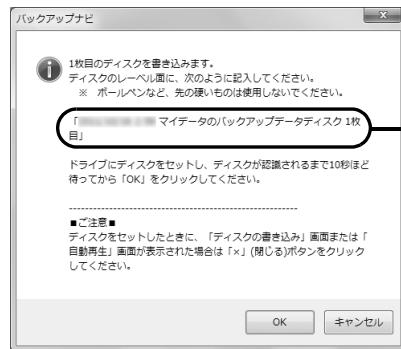 バックアップナビ
1枚目のディスクを書き込みます。
ディスクのレーベル面に、次のように記入してください。
※ ボールペンなど、先の硬いものは使用しないでください。
「 マイデータのバックアップデータディスク 1枚
目」
ドライブにディスクをセットし、ディスクが認識されるまで10秒ほど
待ってから「OK」をクリックしてください。
--------------------------------------------------
■ご注意■
ディスクをセットしたときに、「ディスクの書き込み」画面または「
自動再生」画面が表示された場合は「×」(閉じる)ボタンをクリック
してください。
OK
キャンセル